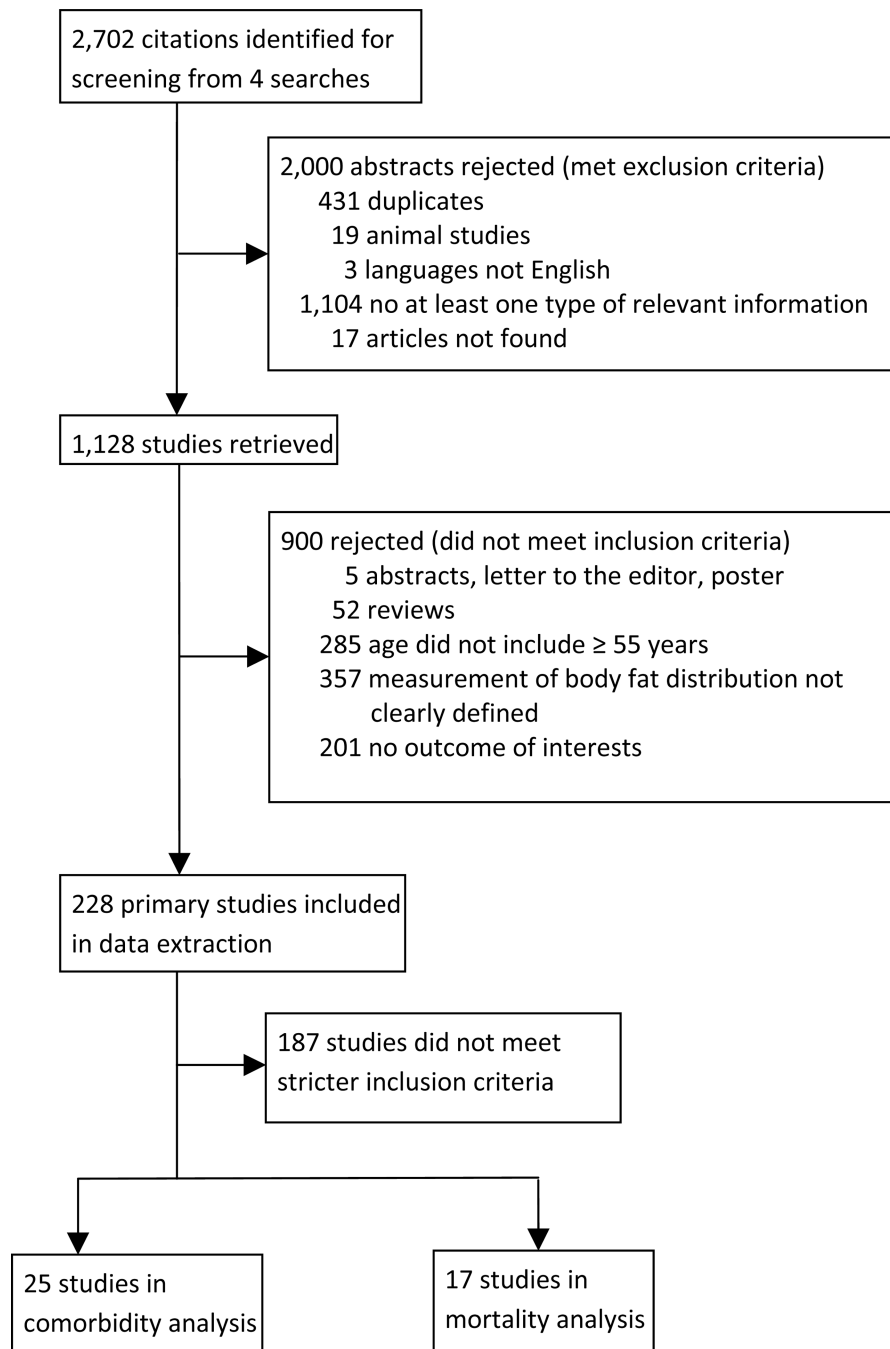 2,702 citations identified for
screening from 4 searches
2,000 abstracts rejected (met exclusion criteria)
431 duplicates
19 animal studies
3 languages not English
1,104 no at least one type of relevant information
17 articles not found
1,128 studies retrieved
900 rejected (did not meet inclusion criteria)
5 abstracts, letter to the editor, poster
52 reviews
285 age did not include ≥ 55 years
357 measurement of body fat distribution not
clearly defined
201 no outcome of interests
228 primary studies included
in data extraction
187 studies did not meet
stricter inclusion criteria
25 studies in
comorbidity analysis
17 studies in
mortality analysis